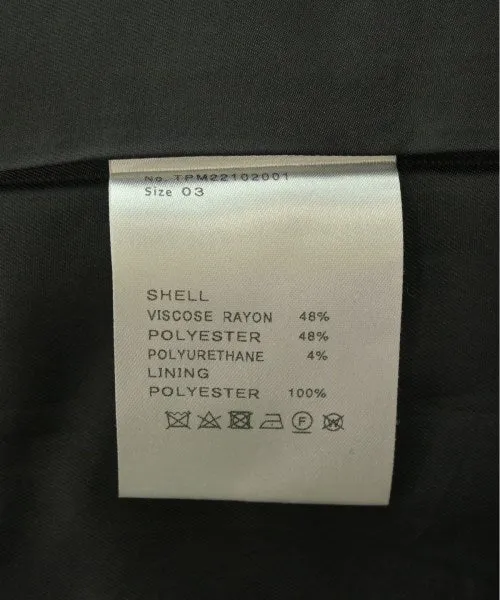 No. TPM22102001
Size 03
SHELL
VISCOSE RAYON 48%
POLYESTER 48%
POLYURETHANE 4%
LINING
POLYESTER 100%
F W